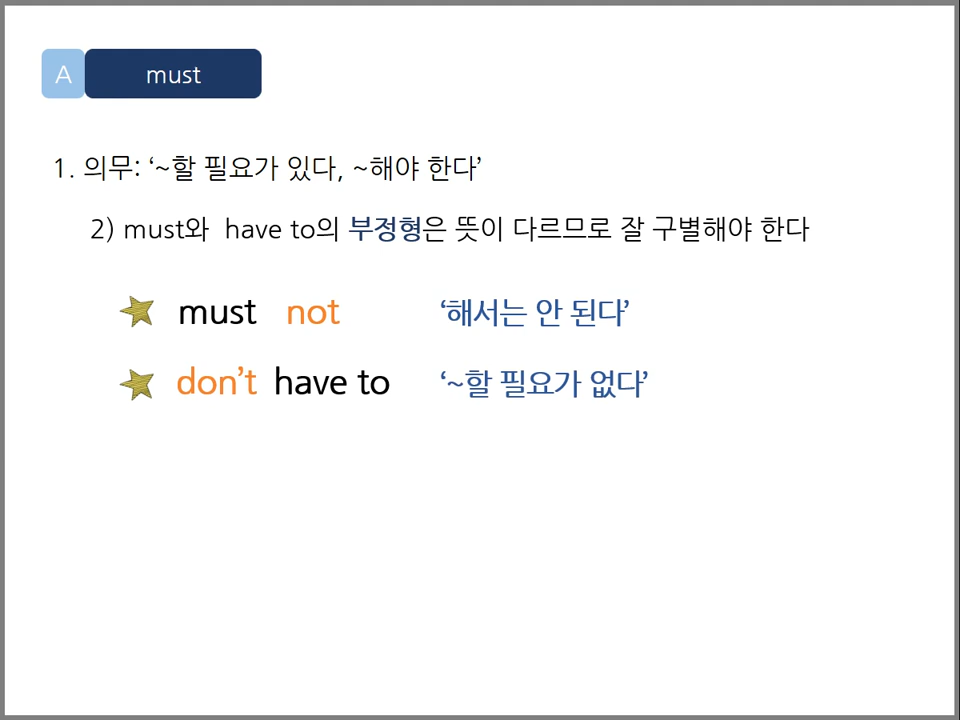 A must
1. 의무: ‘~할 필요가 있다, ~해야 한다’
2) must와 have to의 부정형은 뜻이 다르므로 잘 구별해야 한다
must not ‘해서는 안 된다’
don’t have to ‘~할 필요가 없다’